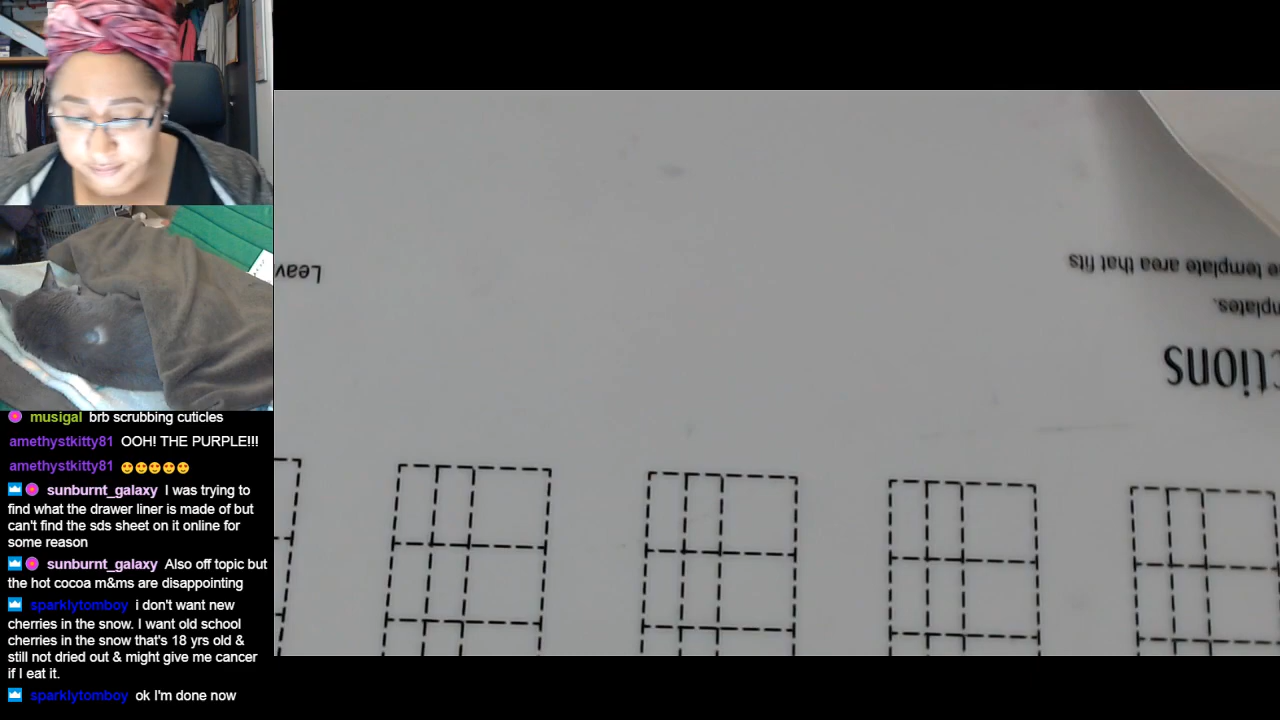 musigal brb scrubbing cuticles
amethystkitty81 OOH! THE PURPLE!!!
amethystkitty81 😍😍😍😍😍
sunburnt_galaxy I was trying to
find what the drawer liner is made of but
can't find the sds sheet on it online for
some reason
sunburnt_galaxy Also off topic but
the hot cocoa m&ms are disappointing
sparklytomboy i don't want new
cherries in the snow. I want old school
cherries in the snow that's 18 yrs old &
still not dried out & might give me cancer
if I eat it.
sparklytomboy ok I'm done now
ctions
mplates.
e template area that fits
Leav